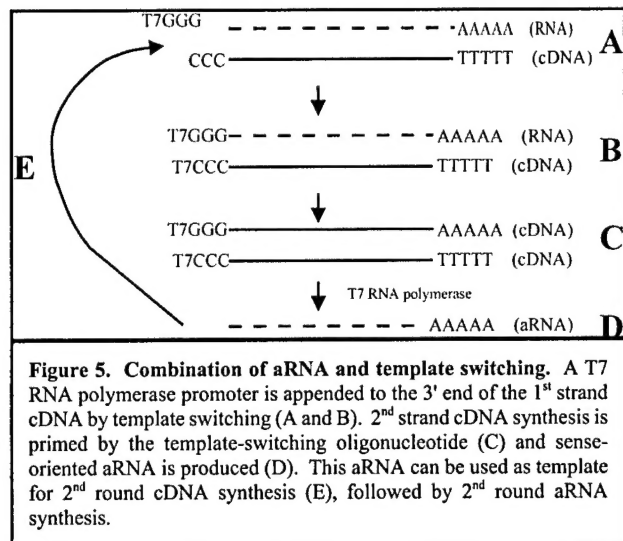 T7GGG
AAAAA (RNA)
A
CCC
TTTTT (cDNA)
T7GGG AAAAA (RNA)
B
E
T7CCC TTTTT (cDNA)
T7GGG AAAAA (cDNA)
C
T7CCC TTTTT (cDNA)
T7 RNA polymerase
AAAAA (aRNA) D
Figure 5. Combination of aRNA and template switching. A T7
RNA polymerase promoter is appended to the 3' end of the 1st strand
cDNA by template switching (A and B). 2nd strand cDNA synthesis is
primed by the template-switching oligonucleotide (C) and sense-
oriented aRNA is produced (D). This aRNA can be used as template
for 2nd round cDNA synthesis (E), followed by 2nd round aRNA
synthesis.